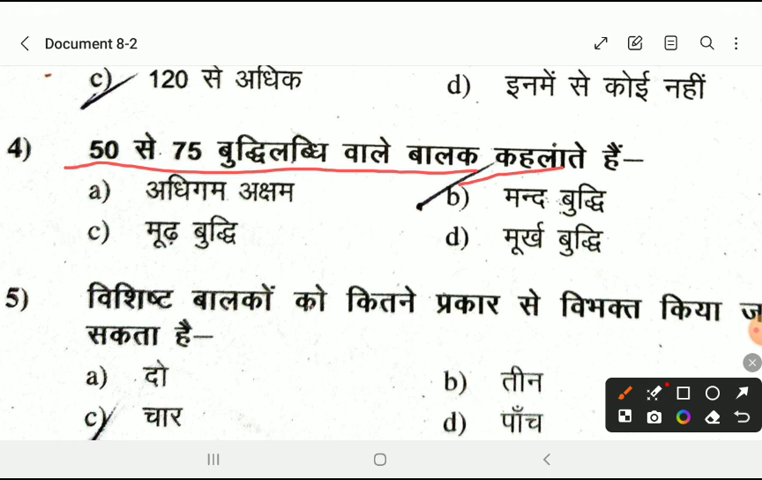 Document 8-2
c) 120 से अधिक d) इनमें से कोई नहीं
4) 50 से 75 बुद्धिलब्धि वाले बालक कहलाते हैं–
a) अधिगम अक्षम b) मन्द बुद्धि
c) मूढ़ बुद्धि d) मूर्ख बुद्धि
5) विशिष्ट बालकों को कितने प्रकार से विभक्त किया ज
सकता है–
a) दो b) तीन
c) चार d) पाँच